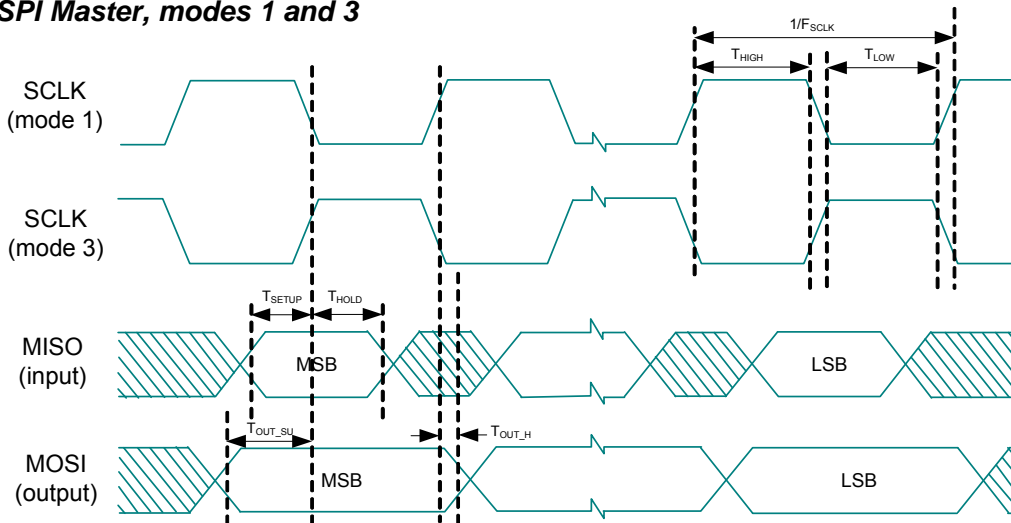 SPI Master, modes 1 and 3
1/FSCLK
THIGH
TLOW
SCLK
(mode 1)
SCLK
(mode 3)
TSETUP
THOLD
MISO
(input)
MSB
LSB
TOUT_SU
TOUT_H
MOSI
(output)
MSB
LSB